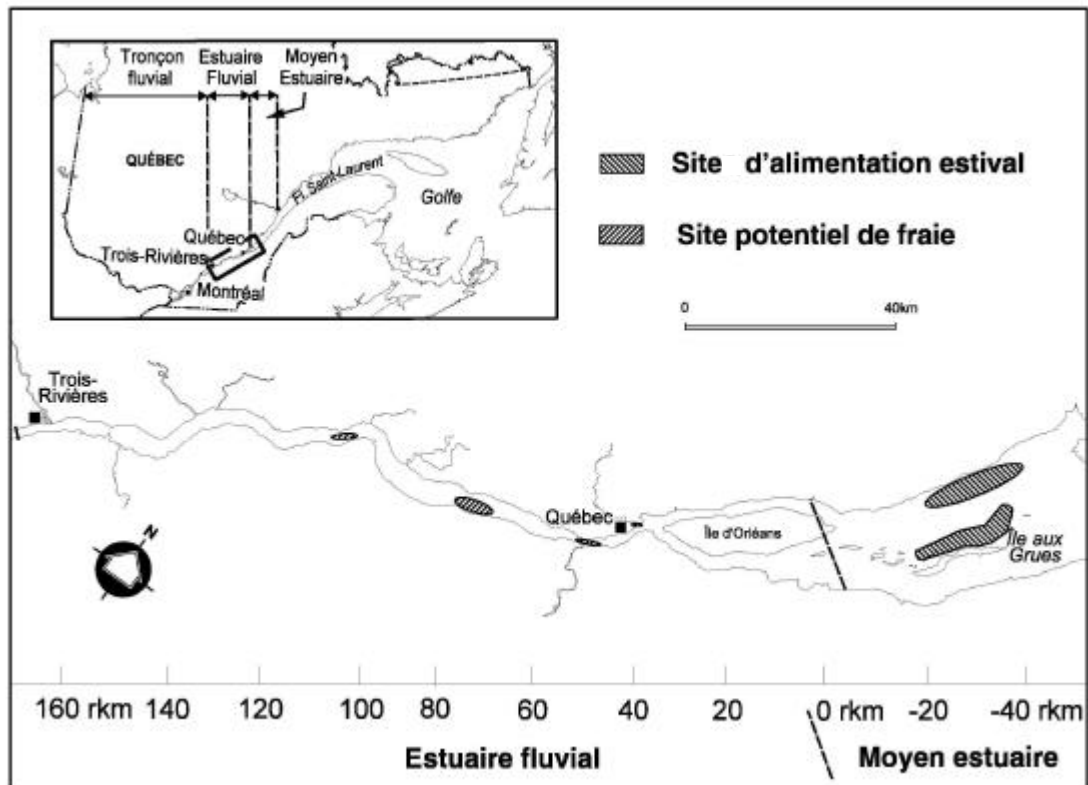 Tronçon
fluvial
Estuaire
Fluvial
Moyen
Estuaire
QUÉBEC
Fl. Saint-Laurent
Golfe
Québec
Trois-Rivières
Montréal
Site d'alimentation estival
Site potentiel de fraie
0 40km
Trois-
Rivières
Québec
Île d'Orléans
Île aux
Grues
N
160 rkm 140 120 100 80 60 40 20 0 rkm -20 -40 rkm
Estuaire fluvial Moyen estuaire